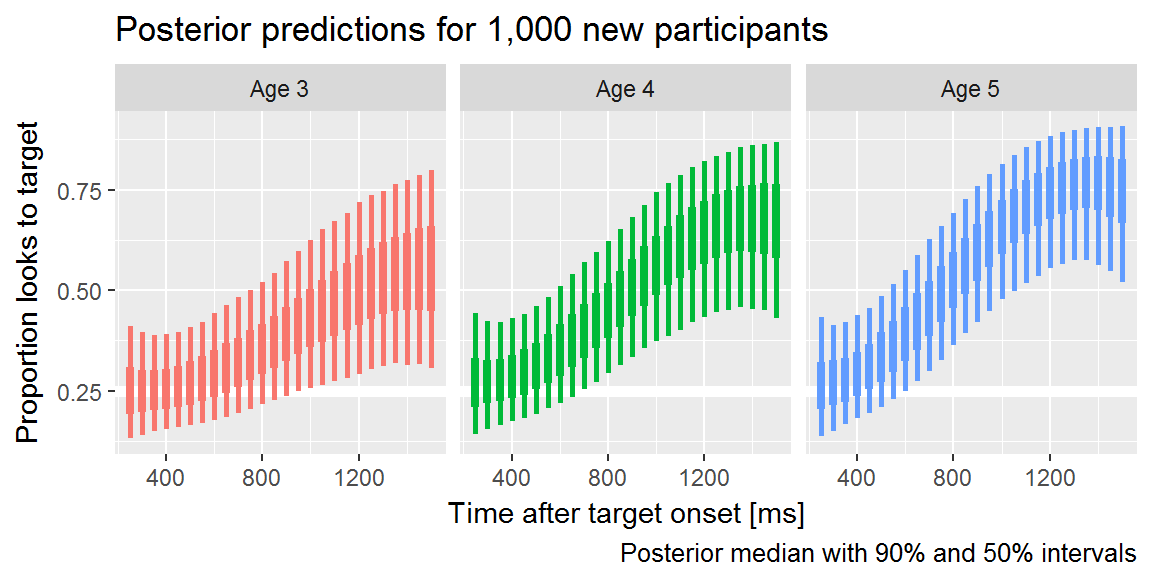 Posterior predictions for 1,000 new participants
Age 3 Age 4 Age 5
Proportion looks to target
0.75
0.50
0.25
400 800 1200 400 800 1200 400 800 1200
Time after target onset [ms]
Posterior median with 90% and 50% intervals